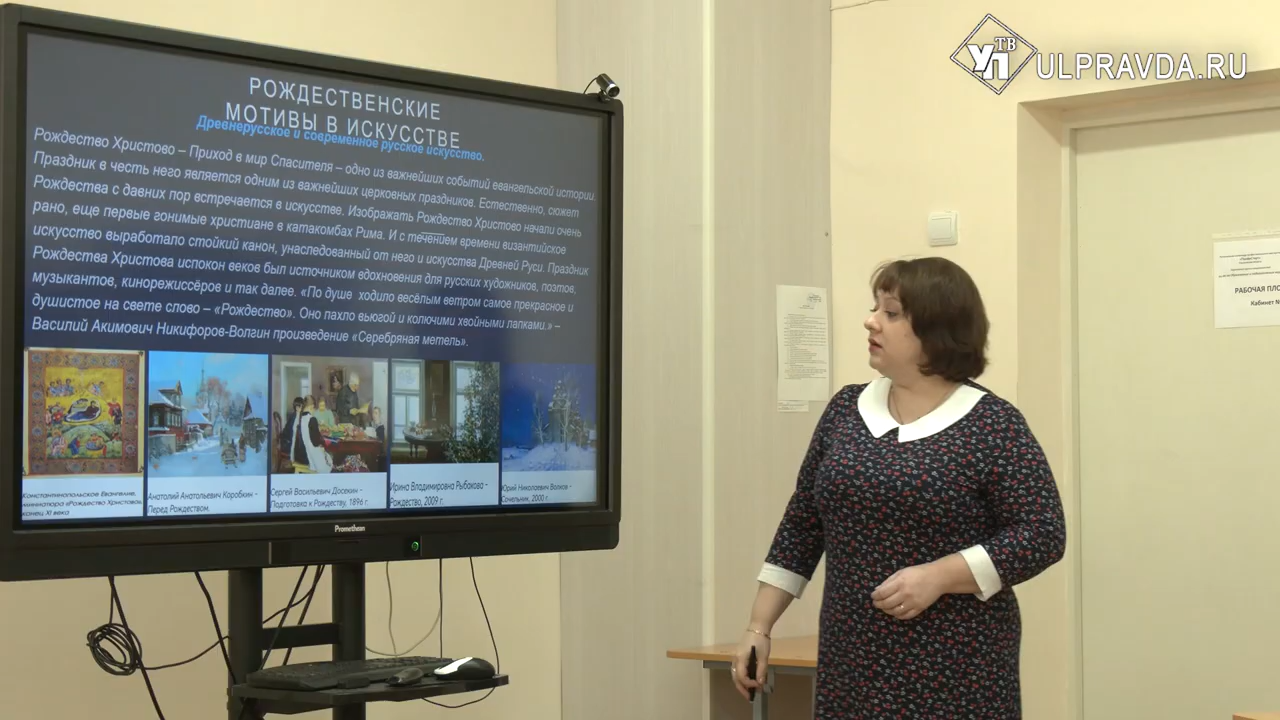 УП ТВ
ULPRAVDA.RU
РОЖДЕСТВЕНСКИЕ
МОТИВЫ В ИСКУССТВЕ
Древнерусское и современное русское искусство.
Рождество Христово – Приход в мир Спасителя – одно из важнейших событий евангельской истории.
Праздник в честь него является одним из важнейших церковных праздников. Естественно, сюжет
Рождества с давних пор встречается в искусстве. Изображать Рождество Христово начали очень
рано, еще первые гонимые христиане в катакомбах Рима. И с течением времени византийское
искусство выработало стойкий канон, унаследованный от него и искусства Древней Руси. Праздник
Рождества Христова испокон веков был источником вдохновения для русских художников, поэтов,
музыкантов, кинорежиссёров и так далее. «По душе ходило весёлым ветром самое прекрасное и
душистое на свете слово – «Рождество». Оно пахло вьюгой и колючими хвойными лапками.» –
Василий Акимович Никифоров-Волгин произведение «Серебряная метель».
Константинопольское Евангелие,
миниатюра «Рождество Христово»
конец XI века
Анатолий Анатольевич Коробкин –
Перед Рождеством.
Сергей Васильевич Досекин –
Подготовка к Рождеству, 1896 г.
Ирина Владимировна Рыбакова –
Рождество, 2009 г.
Юрий Николаевич
Сочельник, 2000 г.
Promethean
РАБОЧАЯ ПЛО
Кабинет №